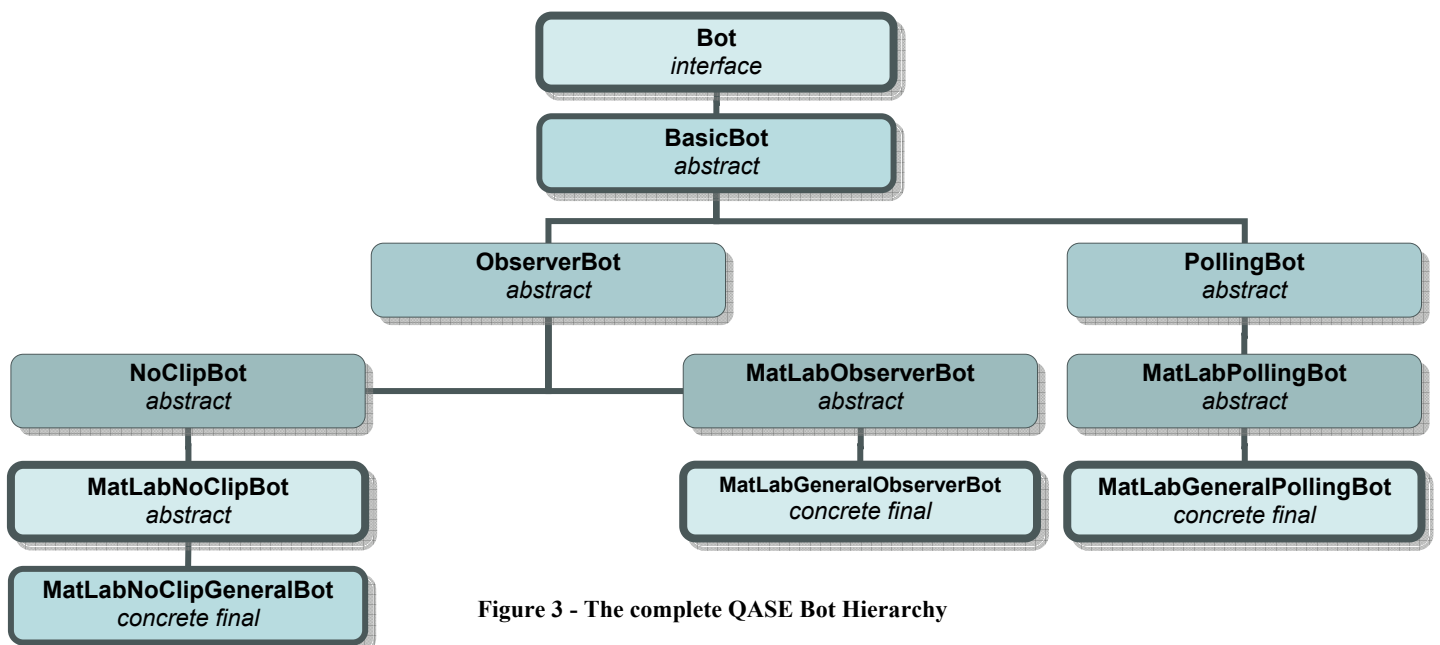 Bot
interface
BasicBot
abstract
ObserverBot
abstract
PollingBot
abstract
NoClipBot
abstract
MatLabObserverBot
abstract
MatLabPollingBot
abstract
MatLabNoClipBot
abstract
MatLabGeneralObserverBot
concrete final
MatLabGeneralPollingBot
concrete final
MatLabNoClipGeneralBot
concrete final
Figure 3 - The complete QASE Bot Hierarchy